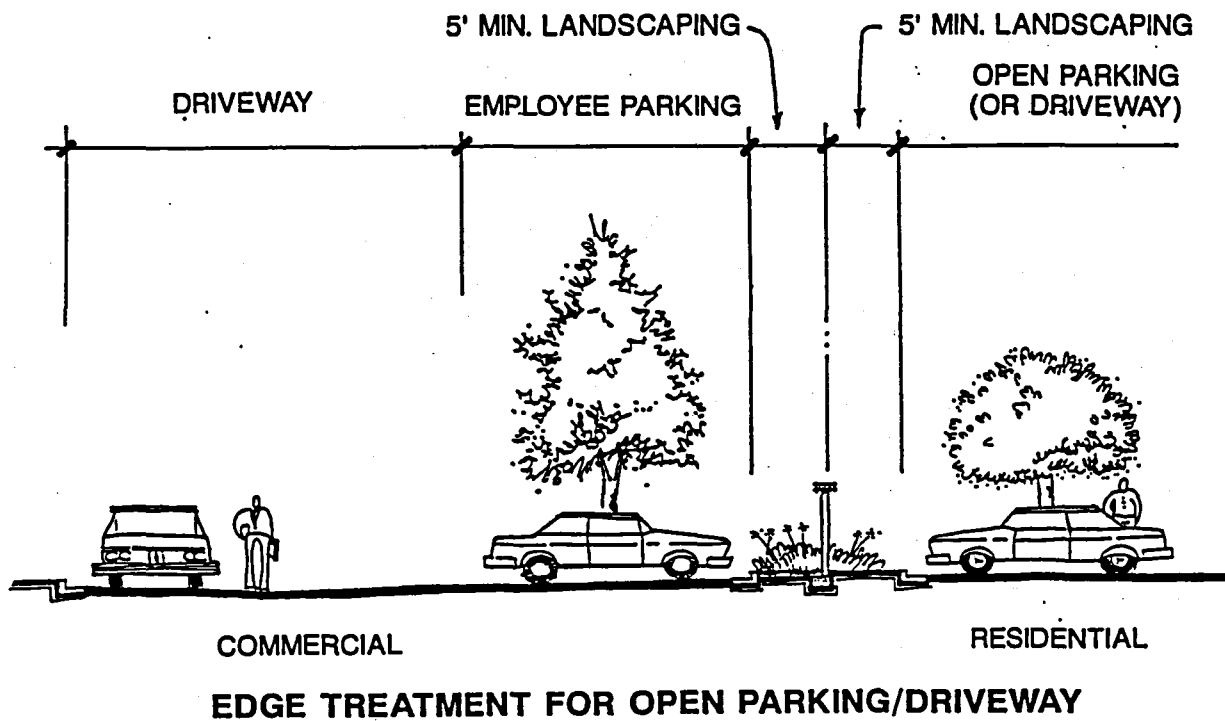 5' MIN. LANDSCAPING
5' MIN. LANDSCAPING
DRIVEWAY
EMPLOYEE PARKING
OPEN PARKING
(OR DRIVEWAY)
COMMERCIAL
RESIDENTIAL
EDGE TREATMENT FOR OPEN PARKING/DRIVEWAY